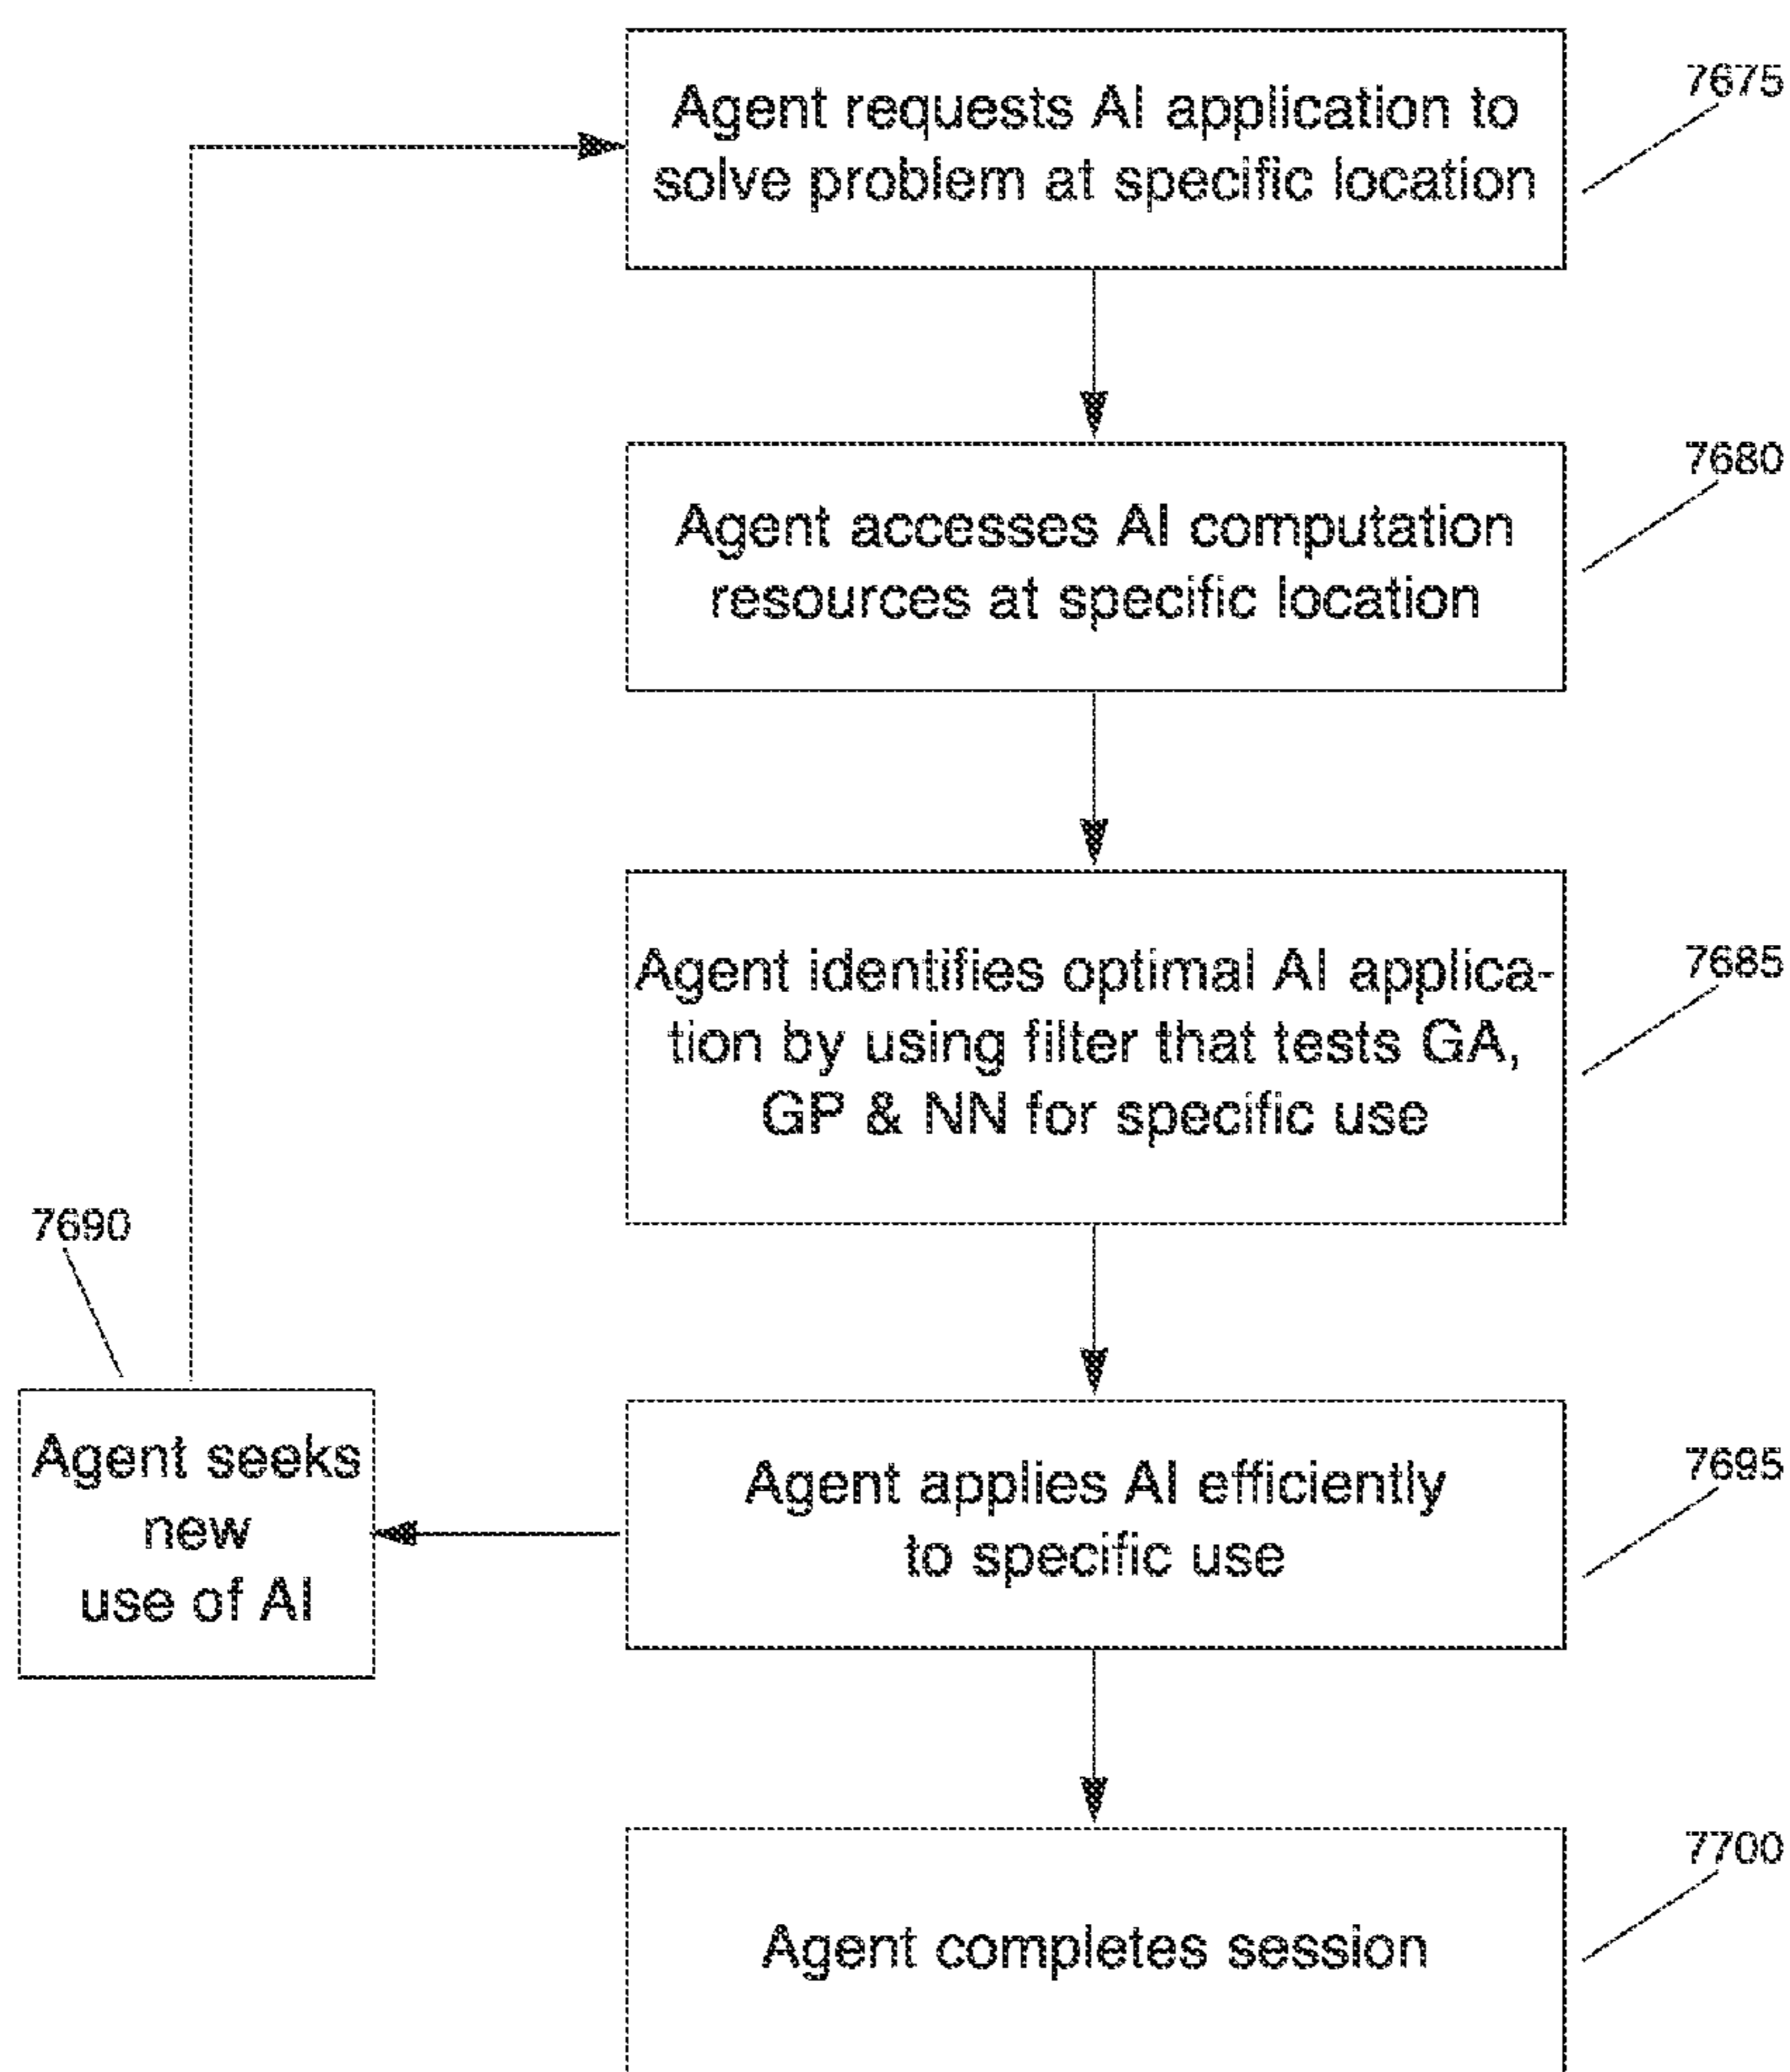 Agent requests AI application to
solve problem at specific location
7675
Agent accesses AI computation
resources at specific location
7680
Agent identifies optimal AI applica-
tion by using filter that tests GA,
GP & NN for specific use
7685
7690
Agent seeks
new
use of AI
Agent applies AI efficiently
to specific use
7695
Agent completes session
7700